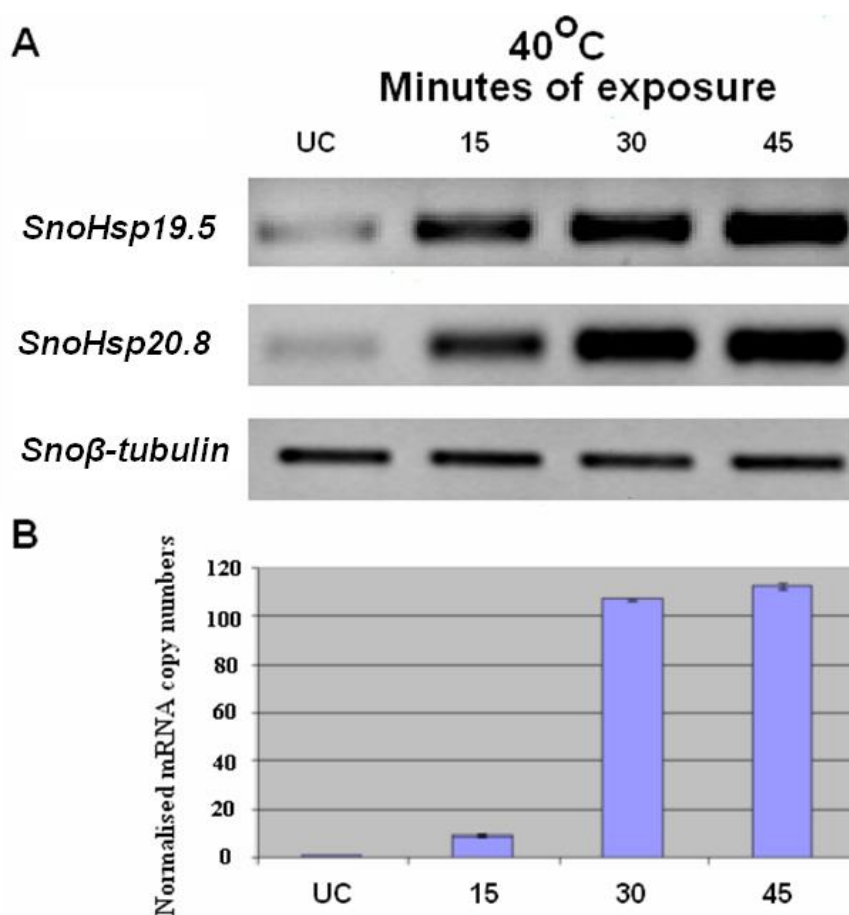 A
40°C
Minutes of exposure
UC 15 30 45
SnoHsp19.5
SnoHsp20.8
Snoβ-tubulin
B
Normalised mRNA copy numbers
120
100
80
60
40
20
0
UC 15 30 45